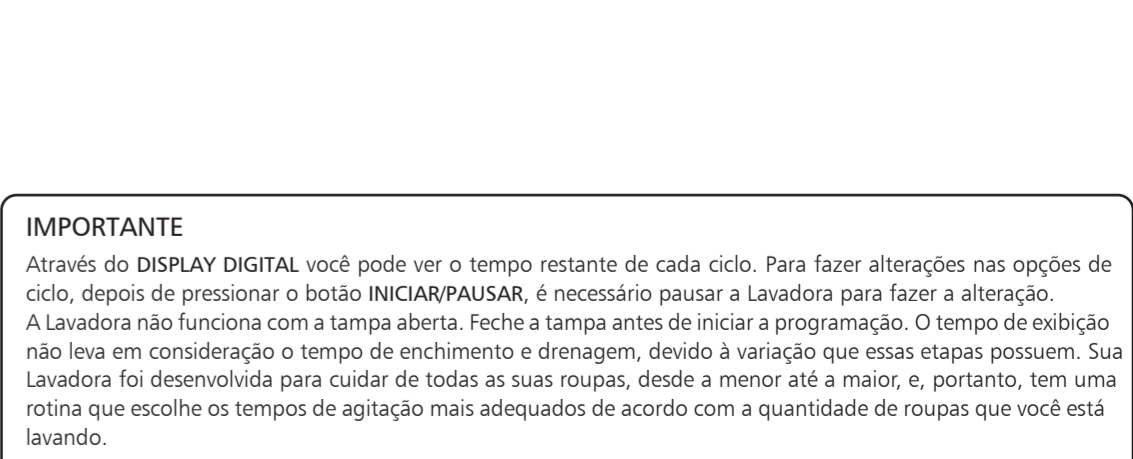 IMPORTANTE
Através do DISPLAY DIGITAL você pode ver o tempo restante de cada ciclo. Para fazer alterações nas opções de
ciclo, depois de pressionar o botão INICIAR/PAUSAR, é necessário pausar a Lavadora para fazer a alteração.
A Lavadora não funciona com a tampa aberta. Feche a tampa antes de iniciar a programação. O tempo de exibição
não leva em consideração o tempo de enchimento e drenagem, devido à variação que essas etapas possuem. Sua
Lavadora foi desenvolvida para cuidar de todas as suas roupas, desde a menor até a maior, e, portanto, tem uma
rotina que escolhe os tempos de agitação mais adequados de acordo com a quantidade de roupas que você está
lavando.